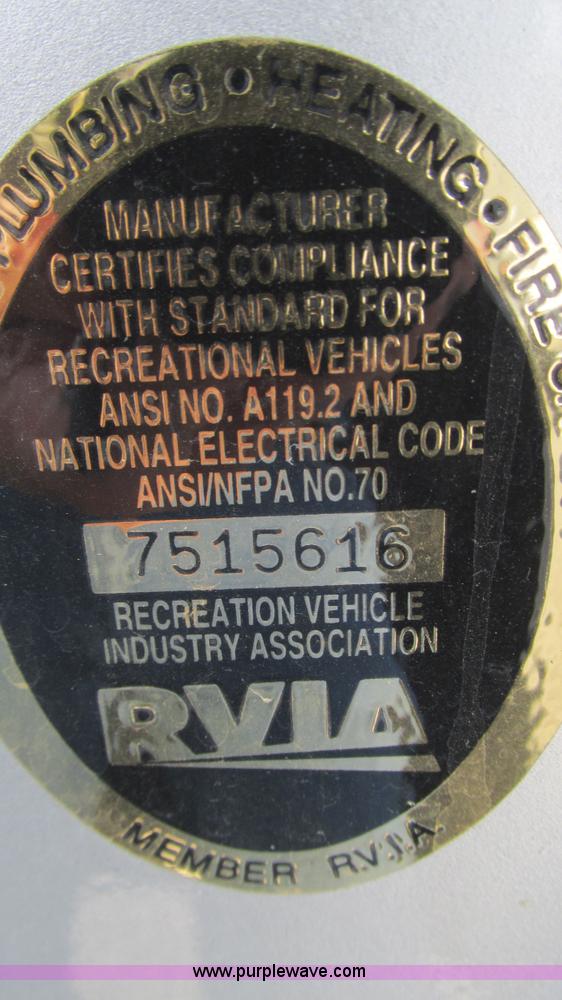 PLUMBING • HEATING • FIRE
MANUFACTURER
CERTIFIES COMPLIANCE
WITH STANDARD FOR
RECREATIONAL VEHICLES
ANSI NO. A119.2 AND
NATIONAL ELECTRICAL CODE
ANSI/NFPA NO.70
7515616
RECREATION VEHICLE
INDUSTRY ASSOCIATION
RVIA
MEMBER R.V.I.A.
www.purplewave.com